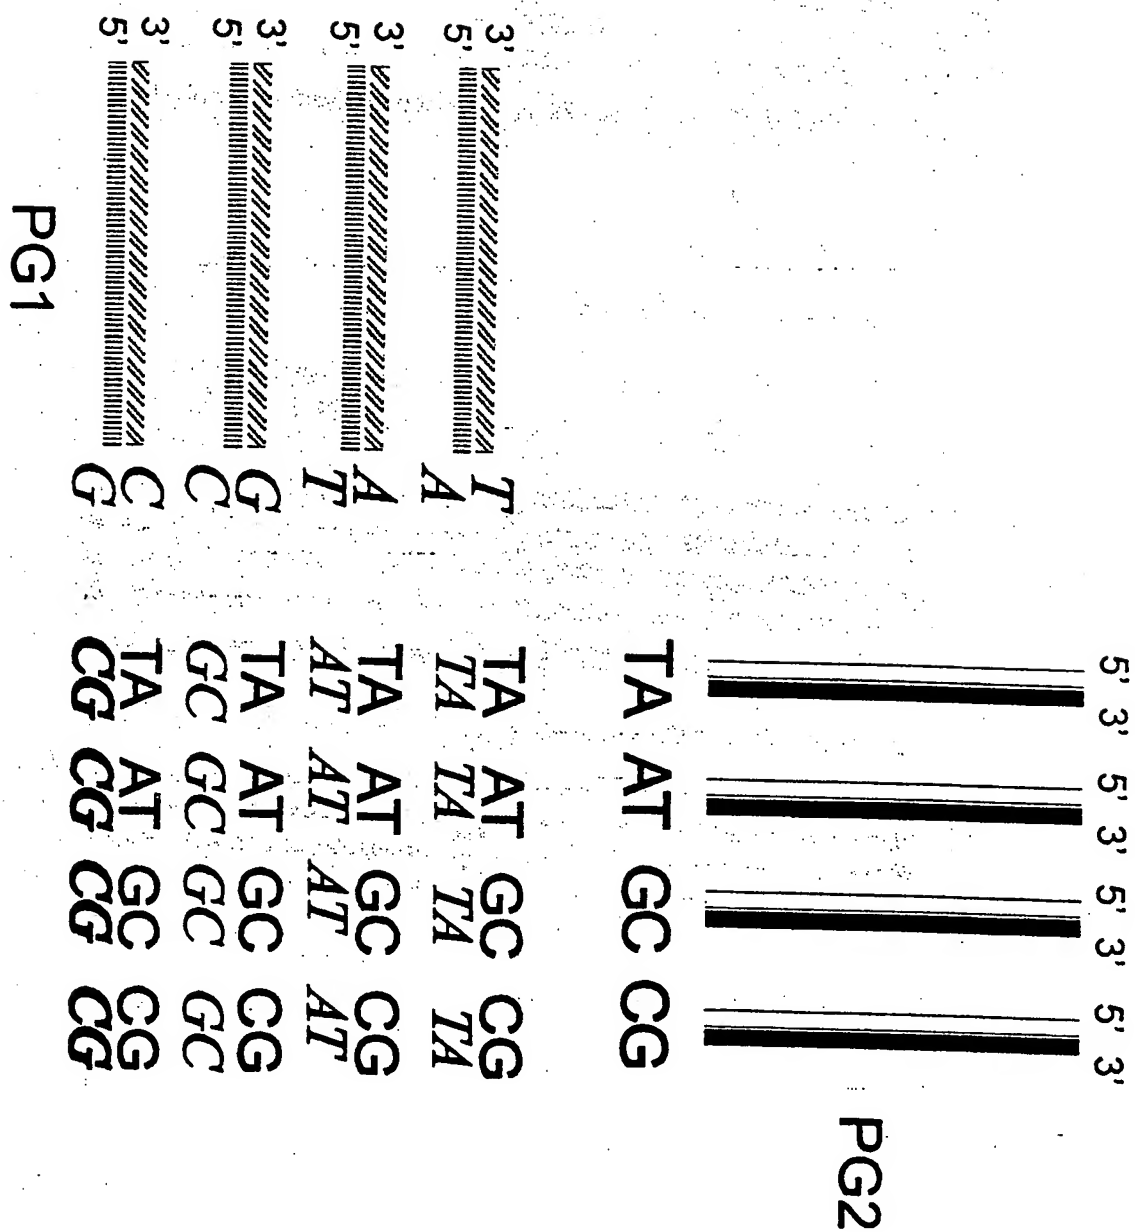 5' 3' 5' 3' 5' 3' 5' 3'
PG2
TA AT GC CG
3' T TA AT GC CG
5' A TA TA TA TA
3' A TA AT GC CG
5' T AT AT AT AT
3' G TA AT GC CG
5' C GC GC GC GC
3' C TA AT GC CG
5' G CG CG CG CG
PG1